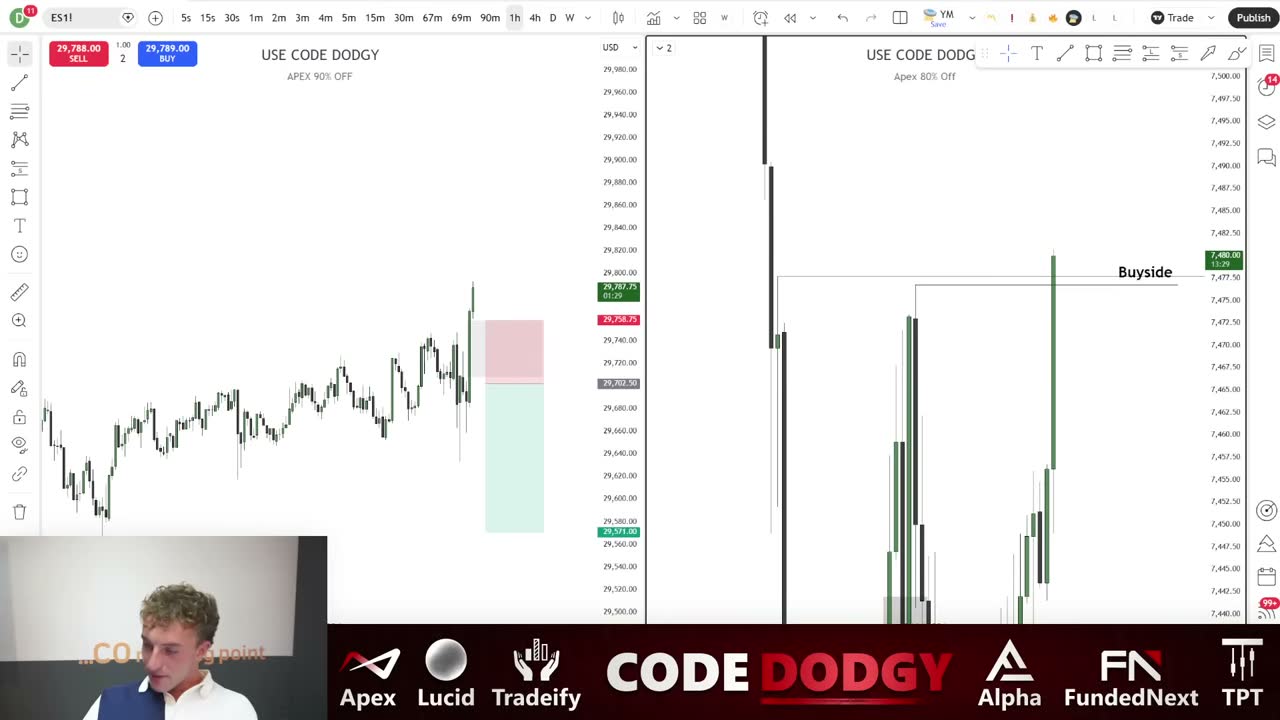 D
11
ES1!
5s 15s 30s 1m 2m 3m 4m 5m 15m 30m 67m 69m 90m 1h 4h D W
YM
Save
W
L L
Trade
Publish
29,788.00
SELL
1.00
2
29,789.00
BUY
USE CODE DODGY
APEX 90% OFF
USD
29,980.00
29,960.00
29,940.00
29,920.00
29,900.00
29,880.00
29,860.00
29,840.00
29,820.00
29,800.00
29,787.75
01:29
29,758.75
29,740.00
29,720.00
29,702.50
29,680.00
29,660.00
29,640.00
29,620.00
29,600.00
29,580.00
29,571.00
29,560.00
29,540.00
29,520.00
29,500.00
2
USE CODE DODG
Apex 80% Off
Buyside
7,500.00
7,497.50
7,495.00
7,492.50
7,490.00
7,487.50
7,485.00
7,482.50
7,480.00
13:29
7,477.50
7,475.00
7,472.50
7,470.00
7,467.50
7,465.00
7,462.50
7,460.00
7,457.50
7,455.00
7,452.50
7,450.00
7,447.50
7,445.00
7,442.50
7,440.00
14
99+
...CO
point
Apex
Lucid
Tradeify
CODE DODGY
Alpha
FN
FundedNext
TPT